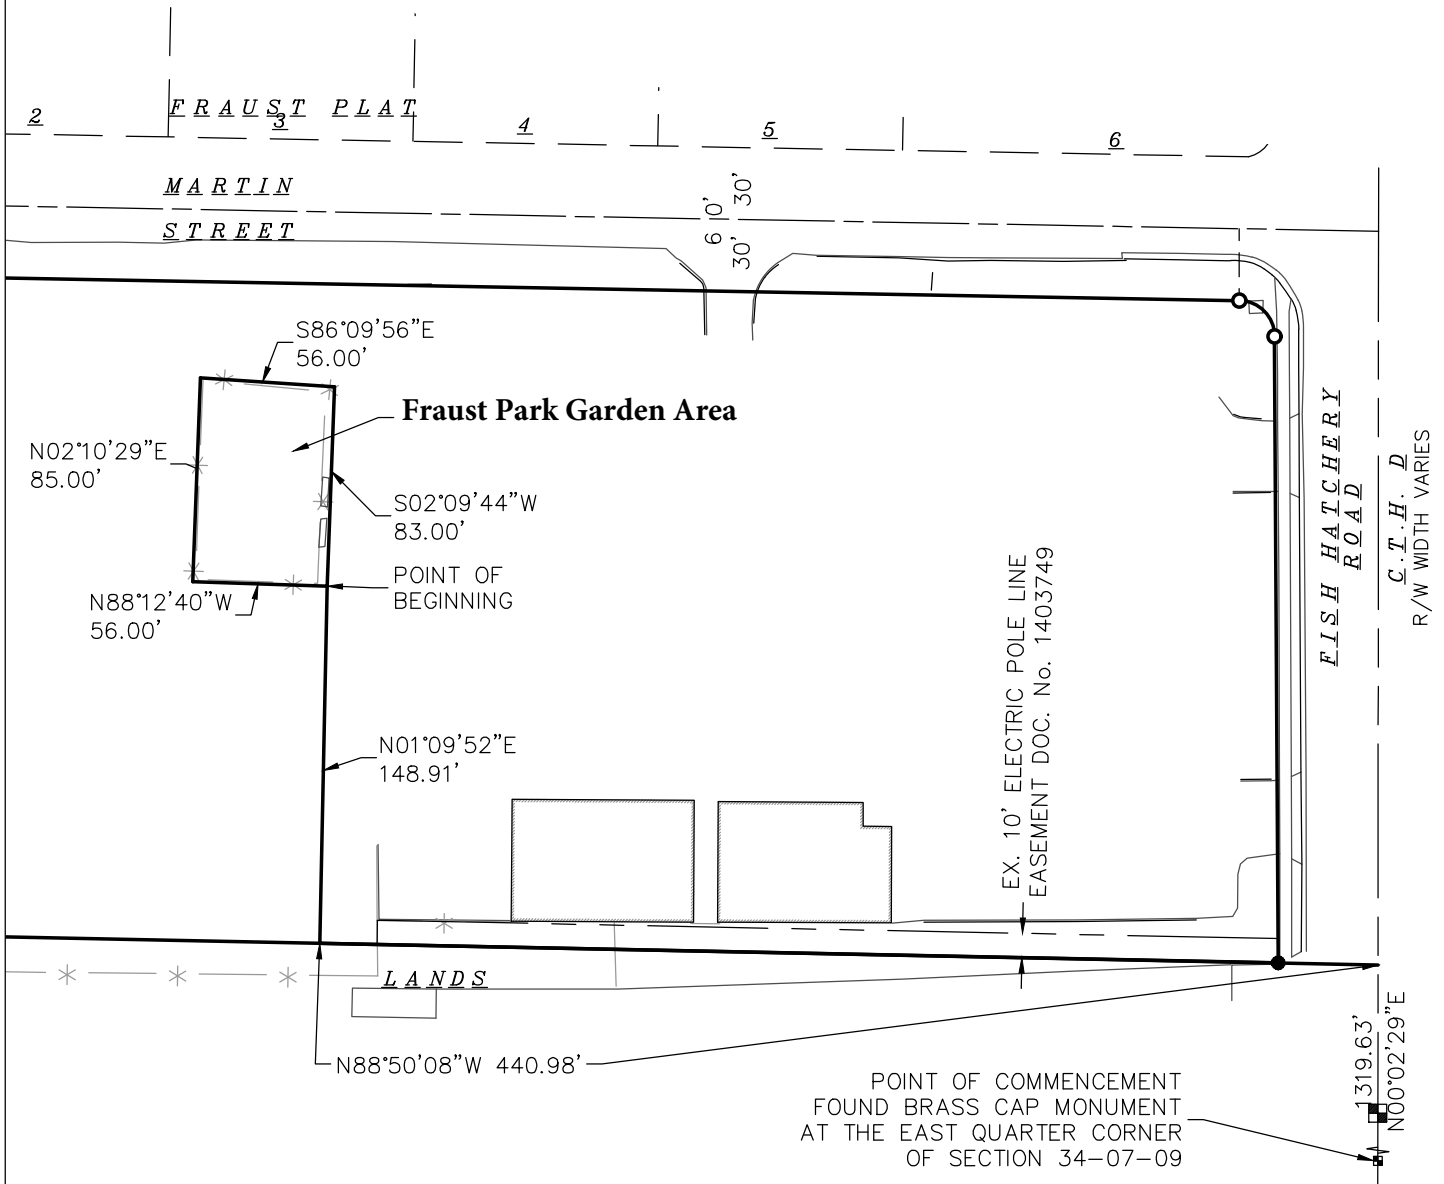 FRAUST PLAT
2
3
4
5
6
MARTIN
STREET
60'
30'
30'
S86°09'56"E
56.00'
Fraust Park Garden Area
N02°10'29"E
85.00'
S02°09'44"W
83.00'
POINT OF
BEGINNING
N88°12'40"W
56.00'
N01°09'52"E
148.91'
EX. 10' ELECTRIC POLE LINE
EASEMENT DOC. No. 1403749
FISH HATCHERY
ROAD
C.T.H. D
R/W WIDTH VARIES
LANDS
N88°50'08"W 440.98'
1319.63'
N00°02'29"E
POINT OF COMMENCEMENT
FOUND BRASS CAP MONUMENT
AT THE EAST QUARTER CORNER
OF SECTION 34-07-09